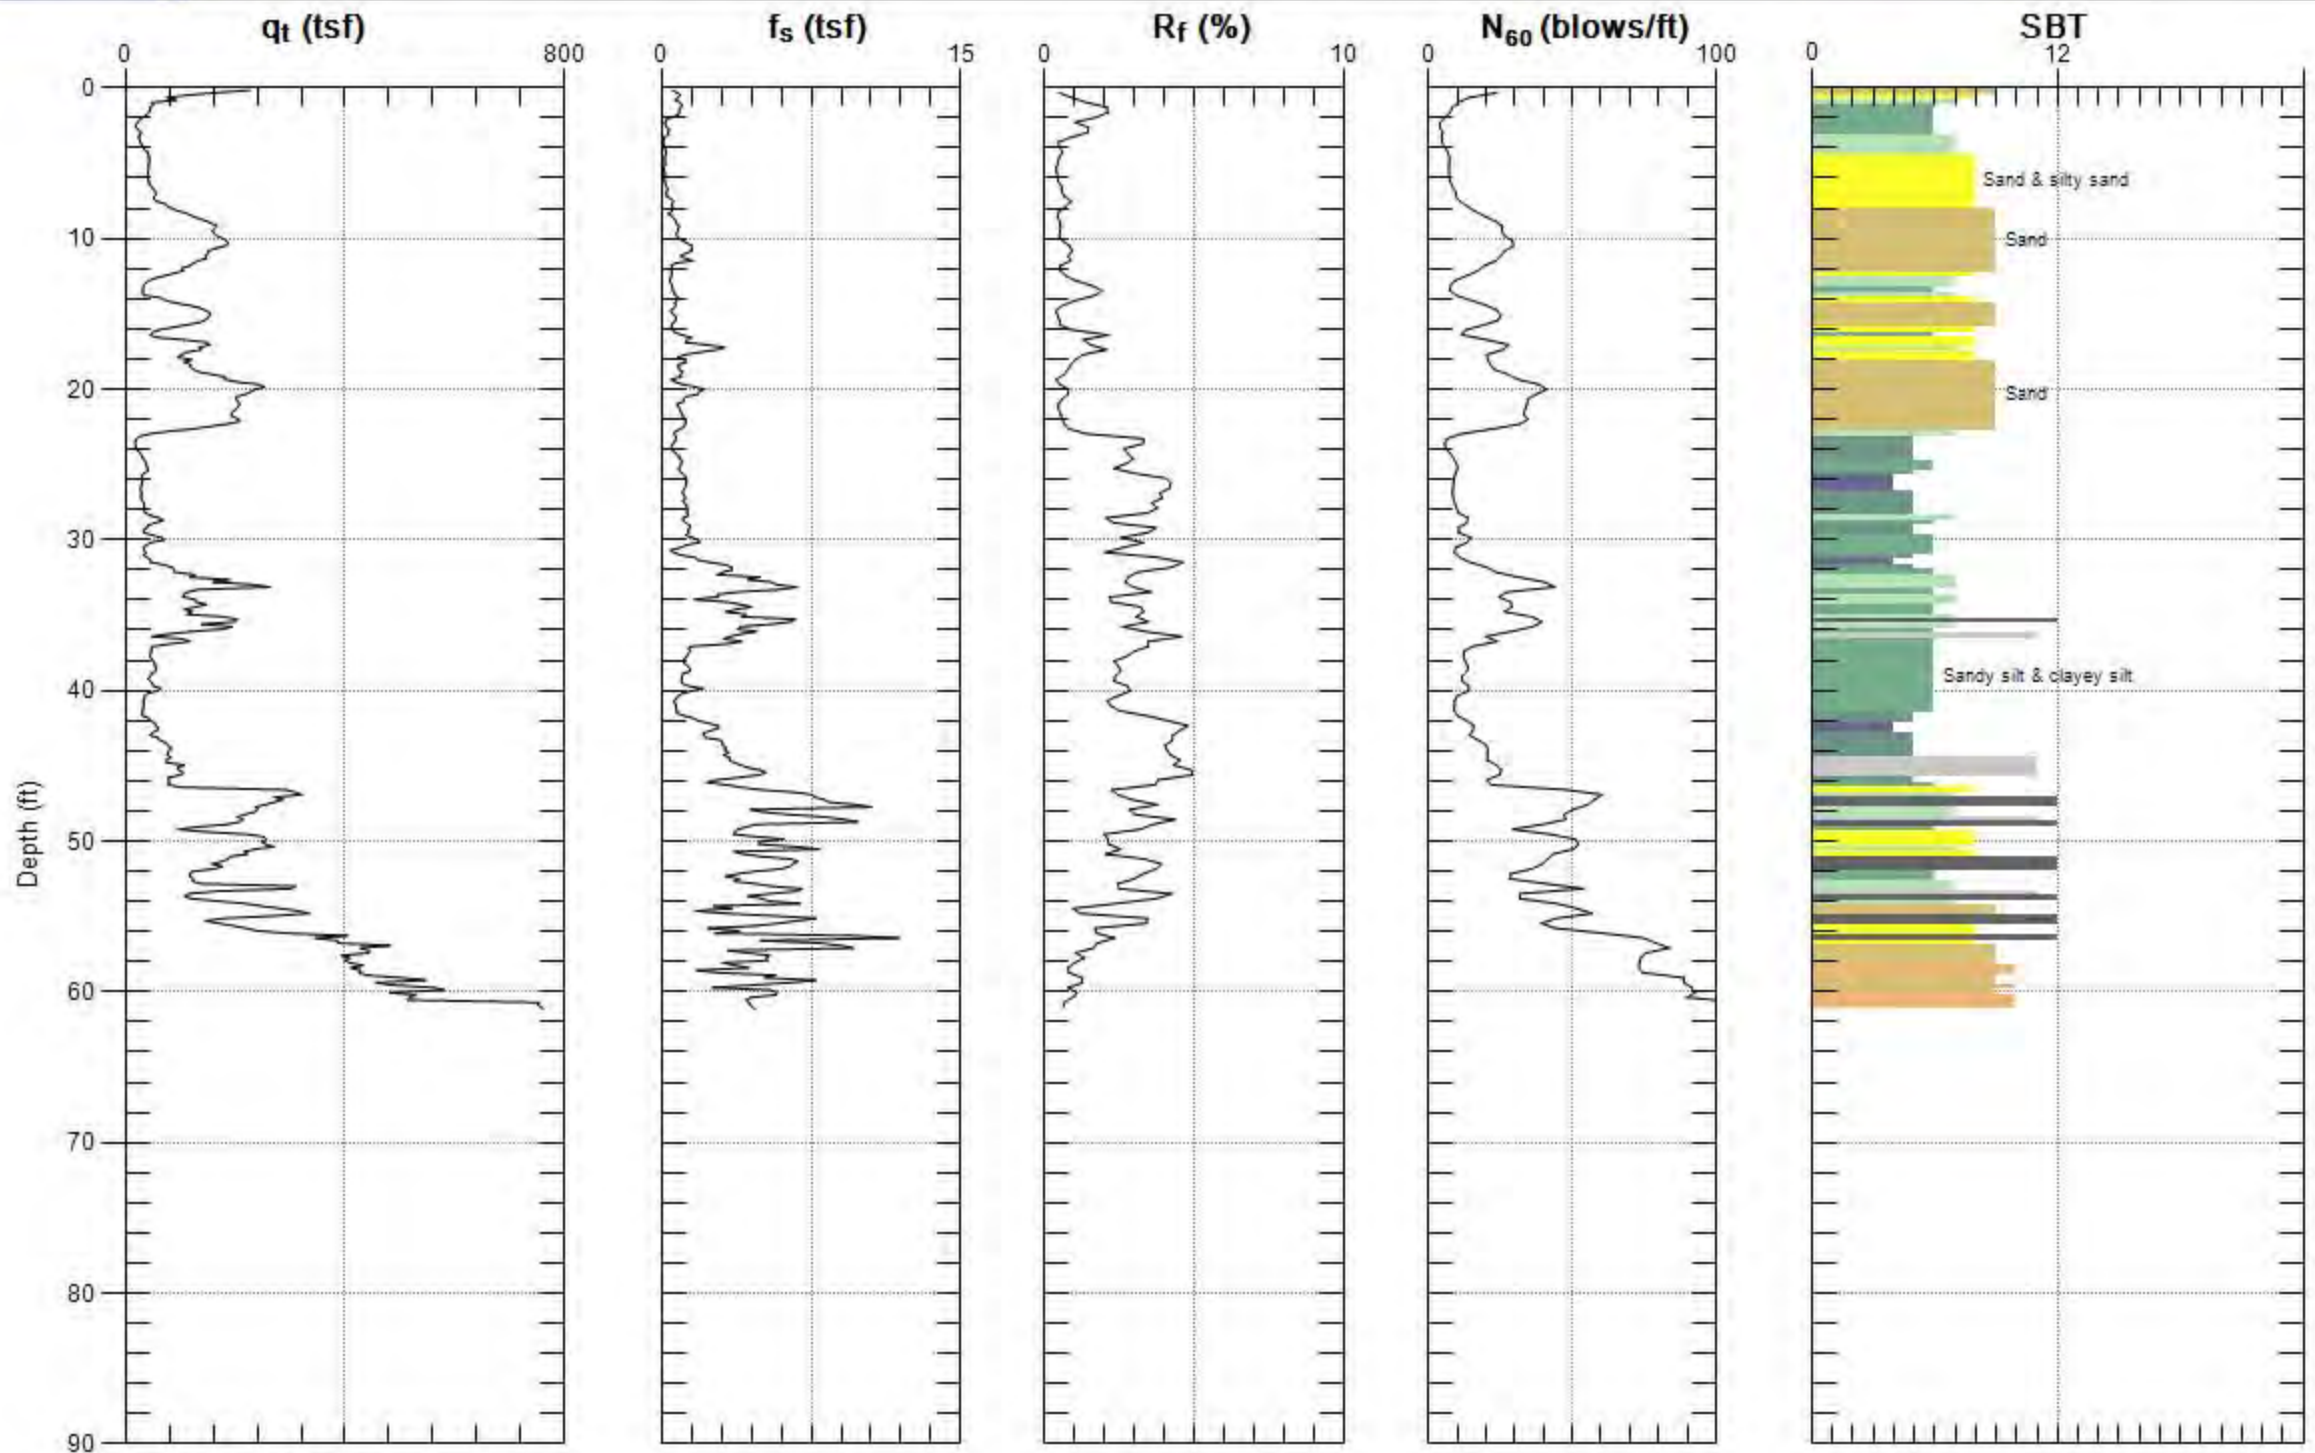 qt (tsf) fs (tsf) Rf (%) N60 (blows/ft) SBT
0 800 0 15 0 10 0 100 0 12
0
Sand & silty sand
10
Sand
20
Sand
30
40
Sandy silt & clayey silt
50
60
70
80
90
Depth (ft)